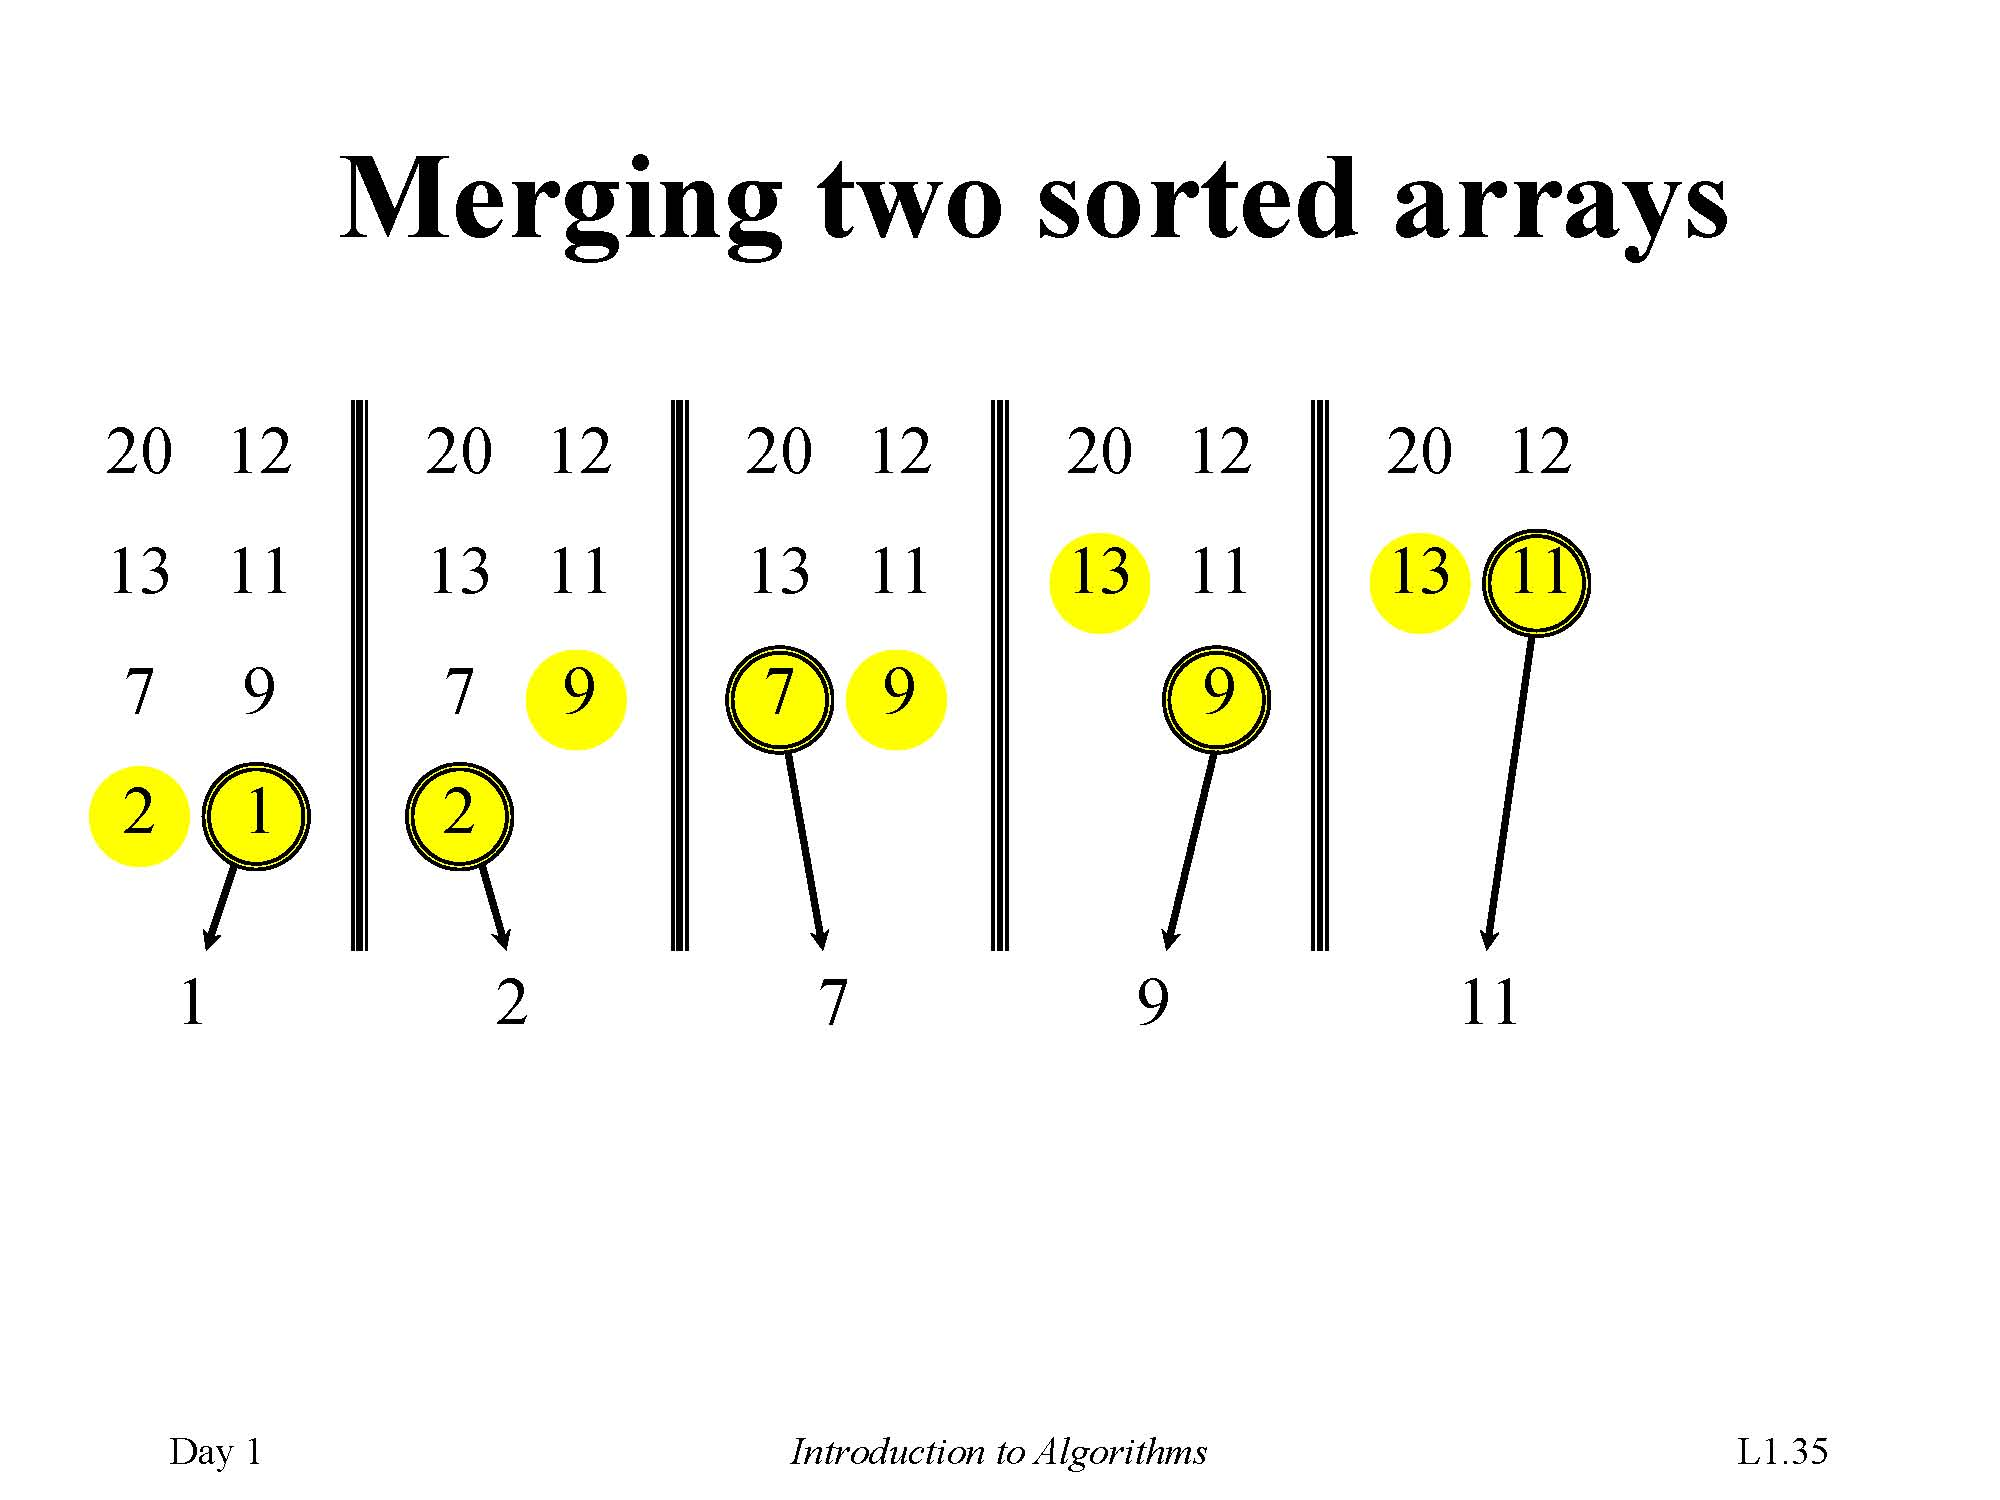 Merging two sorted arrays
20 12 20 12 20 12 20 12 20 12
13 11 13 11 13 11 13 11 13 11
7 9 7 9 7 9 9
2 1 2
1 2 7 9 11
Day 1 Introduction to Algorithms L1.35